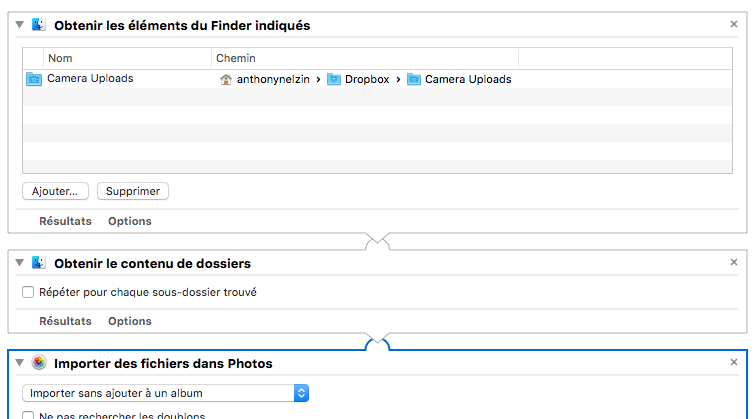 Obtenir les éléments du Finder indiqués
Nom Chemin
Camera Uploads anthonynelzin › Dropbox › Camera Uploads
Ajouter... Supprimer
Résultats Options
Obtenir le contenu de dossiers
Répéter pour chaque sous-dossier trouvé
Résultats Options
Importer des fichiers dans Photos
Importer sans ajouter à un album
Ne pas rechercher les doublons